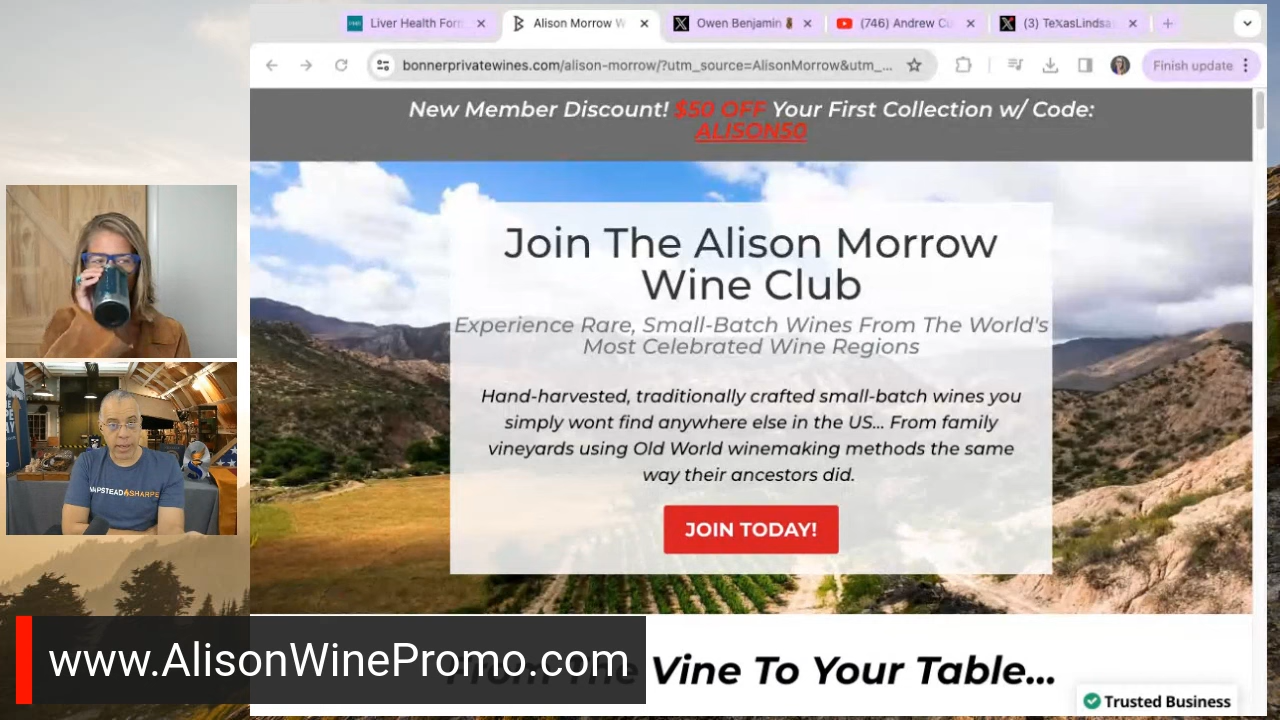 Liver Health For
Alison Morrow W
Owen Benjamin
(746) Andrew Cu
(3) TexasLindsa
bonnerprivatewines.com/alison-morrow/?utm_source=AlisonMorrow&utm_...
Finish update
New Member Discount! $50 OFF Your First Collection w/ Code:
ALISON50
Join The Alison Morrow
Wine Club
Experience Rare, Small-Batch Wines From The World's
Most Celebrated Wine Regions
Hand-harvested, traditionally crafted small-batch wines you
simply wont find anywhere else in the US... From family
vineyards using Old World winemaking methods the same
way their ancestors did.
JOIN TODAY!
MPSTEAD SHARPE
www.AlisonWinePromo.com
Vine To Your Table...
Trusted Business